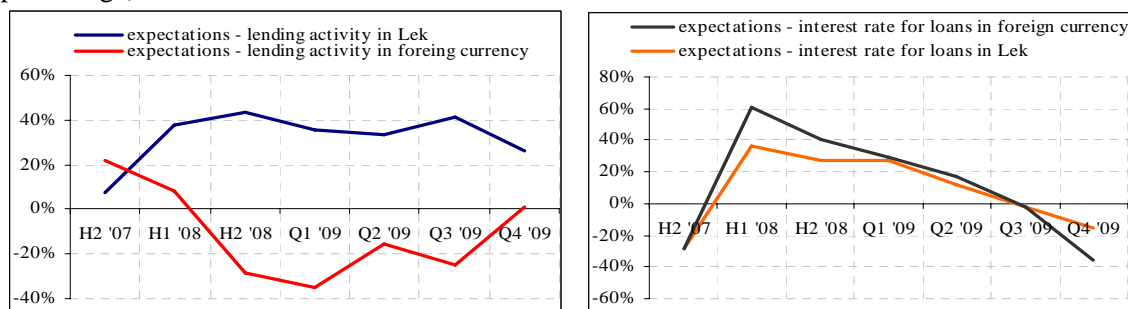 expectations - lending activity in Lek
expectations - lending activity in foreing currency
60%
40%
20%
0%
-20%
-40%
H2 '07 H1 '08 H2 '08 Q1 '09 Q2 '09 Q3 '09 Q4 '09
expectations - interest rate for loans in foreign currency
expectations - interest rate for loans in Lek
80%
60%
40%
20%
0%
-20%
-40%
-60%
H2 '07 H1 '08 H2 '08 Q1 '09 Q2 '09 Q3 '09 Q4 '09